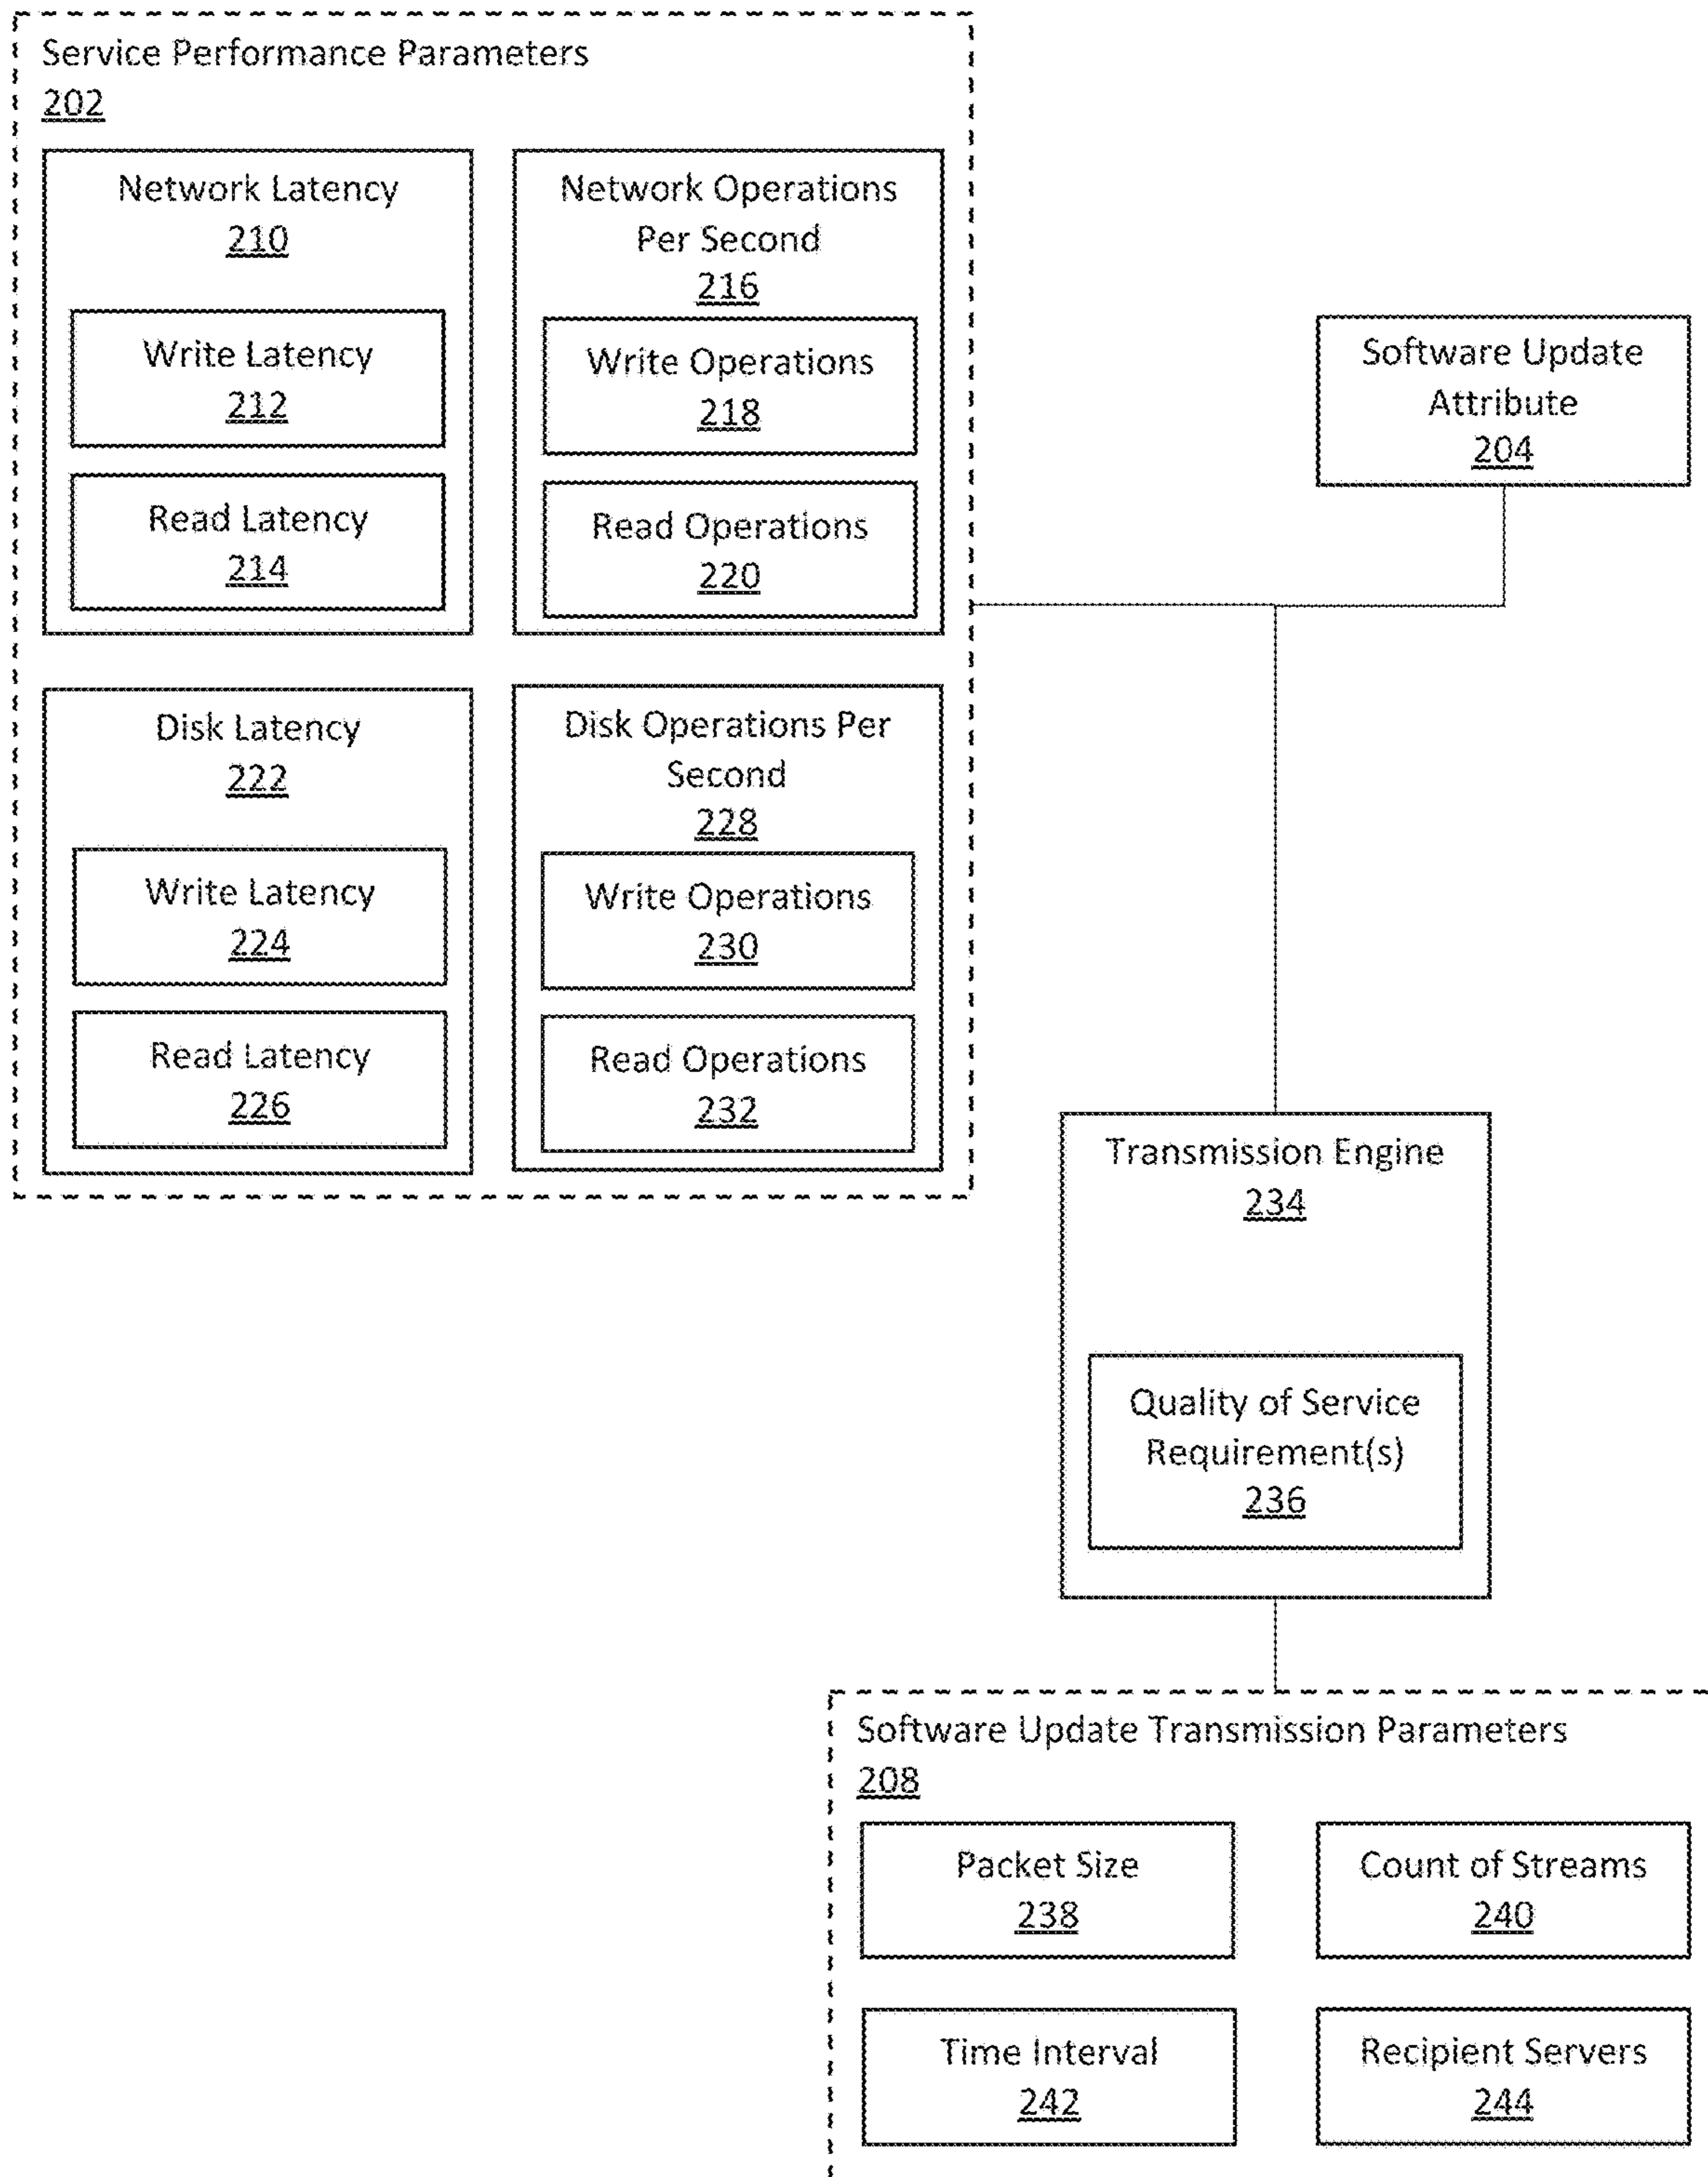 Service Performance Parameters
202
Network Latency
210
Write Latency
212
Read Latency
214
Network Operations
Per Second
216
Write Operations
218
Read Operations
220
Disk Latency
222
Write Latency
224
Read Latency
226
Disk Operations Per
Second
228
Write Operations
230
Read Operations
232
Software Update
Attribute
204
Transmission Engine
234
Quality of Service
Requirement(s)
236
Software Update Transmission Parameters
208
Packet Size
238
Count of Streams
240
Time Interval
242
Recipient Servers
244